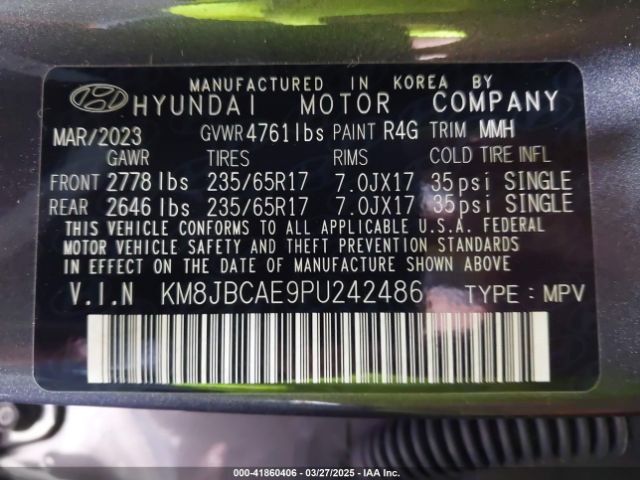 MANUFACTURED IN KOREA BY
HYUNDAI MOTOR COMPANY
MAR/2023 GVWR 4761lbs PAINT R4G TRIM MMH
GAWR TIRES RIMS COLD TIRE INFL
FRONT 2778 lbs 235/65R17 7.0JX17 35psi SINGLE
REAR 2646 lbs 235/65R17 7.0JX17 35psi SINGLE
THIS VEHICLE CONFORMS TO ALL APPLICABLE U.S.A. FEDERAL
MOTOR VEHICLE SAFETY AND THEFT PREVENTION STANDARDS
IN EFFECT ON THE DATE OF MANUFACTURE SHOWN ABOVE
V.I.N KM8JBCAE9PU242486 TYPE : MPV
000-41860406 - 03/27/2025 - IAA Inc.